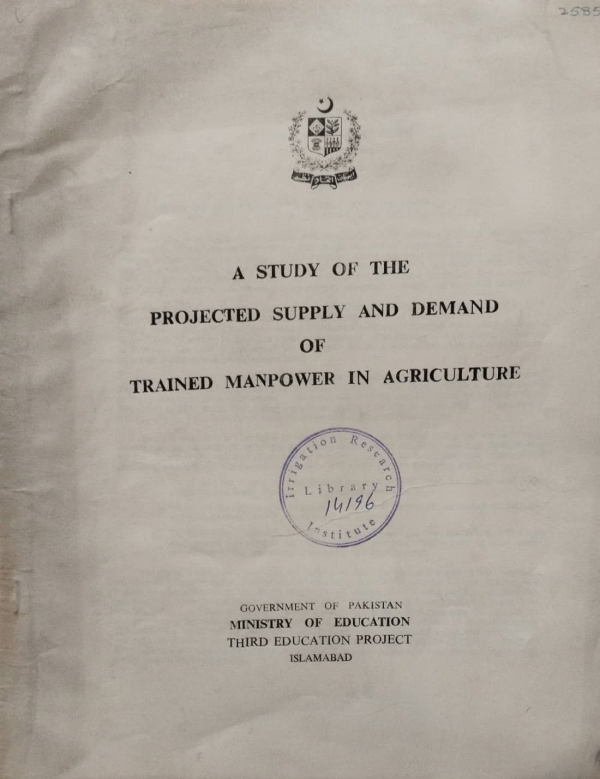 2585
A STUDY OF THE
PROJECTED SUPPLY AND DEMAND
OF
TRAINED MANPOWER IN AGRICULTURE
Irrigation Research
Library
14196
Institute
GOVERNMENT OF PAKISTAN
MINISTRY OF EDUCATION
THIRD EDUCATION PROJECT
ISLAMABAD